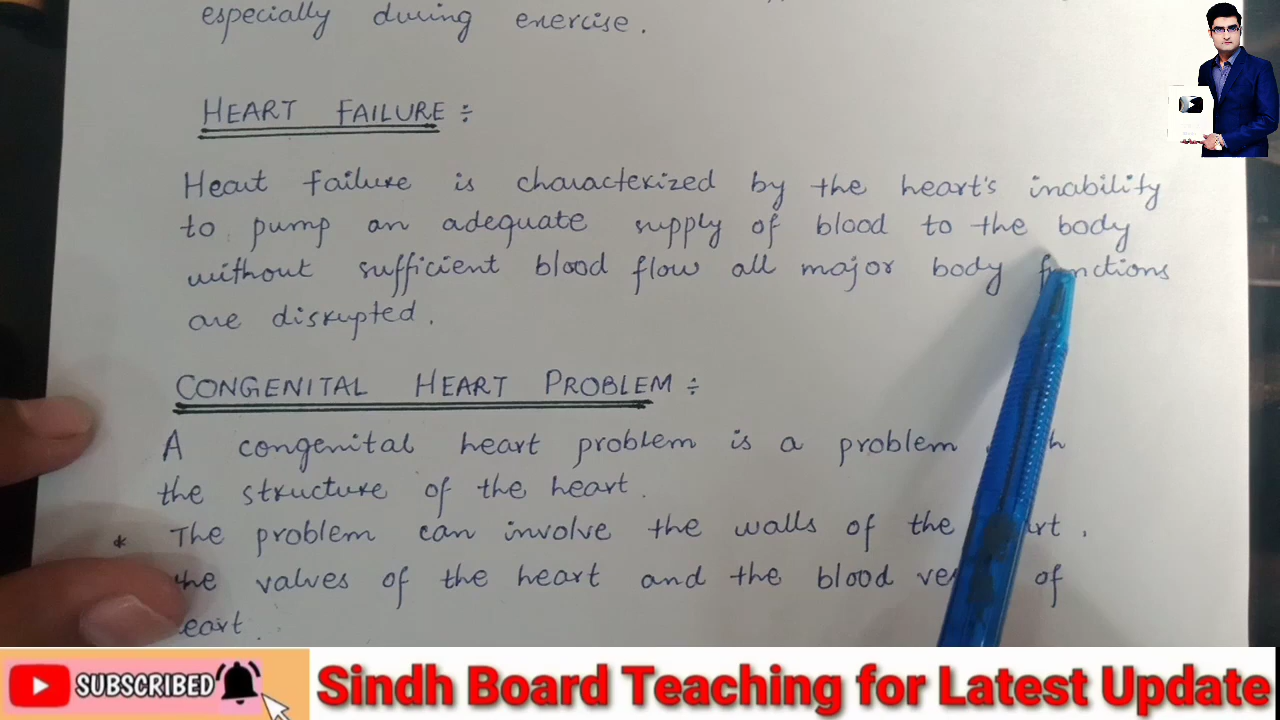 especially during exercise.
HEART FAILURE :
Heart failure is characterized by the heart's inability
to pump an adequate supply of blood to the body
without sufficient blood flow all major body functions
are disrupted.
CONGENITAL HEART PROBLEM :
A congenital heart problem is a problem
the structure of the heart.
* The problem can involve the walls of the
the valves of the heart and the blood of
SUBSCRIBED
Sindh Board Teaching for Latest Update